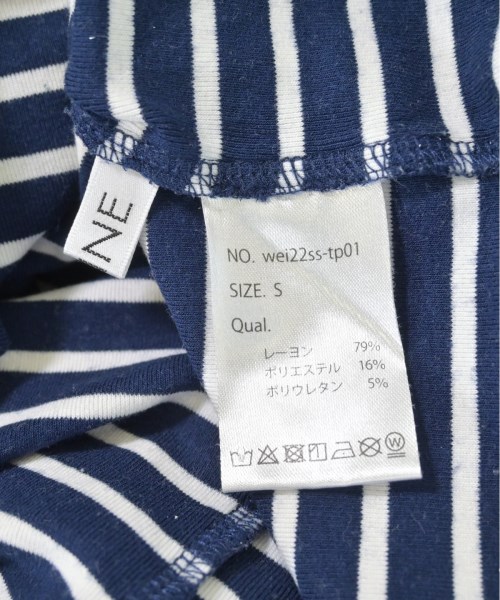 NE
NO. wei22ss-tp01
SIZE. S
Qual.
レーヨン 79%
ポリエステル 16%
ポリウレタン 5%
W